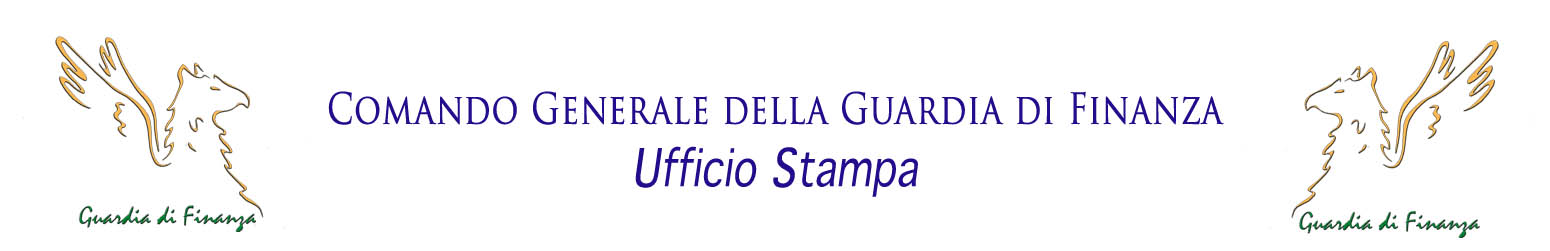 COMANDO GENERALE DELLA GUARDIA DI FINANZA
Ufficio Stampa
Guardia di Finanza
Guardia di Finanza